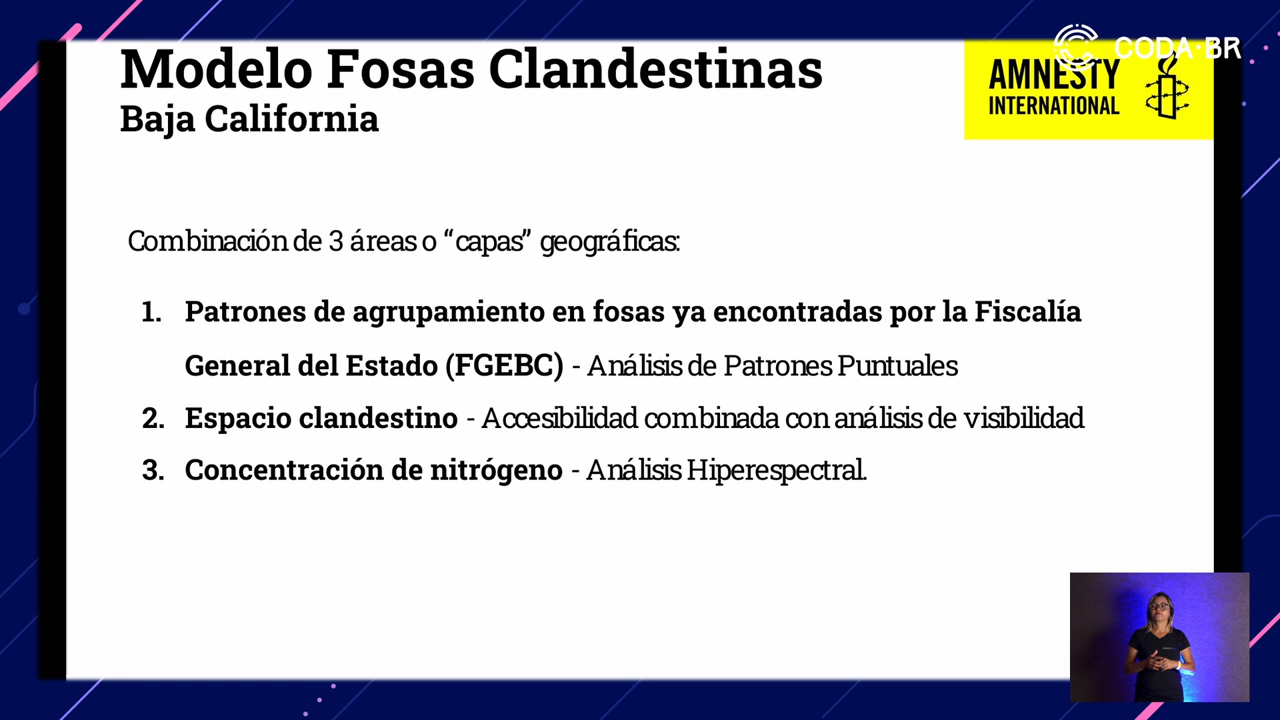 CODA·BR
Modelo Fosas Clandestinas
Baja California
AMNESTY
INTERNATIONAL
Combinación de 3 áreas o “capas” geográficas:
1. Patrones de agrupamiento en fosas ya encontradas por la Fiscalía
General del Estado (FGEBC) - Análisis de Patrones Puntuales
2. Espacio clandestino - Accesibilidad combinada con análisis de visibilidad
3. Concentración de nitrógeno - Análisis Hiperespectral.